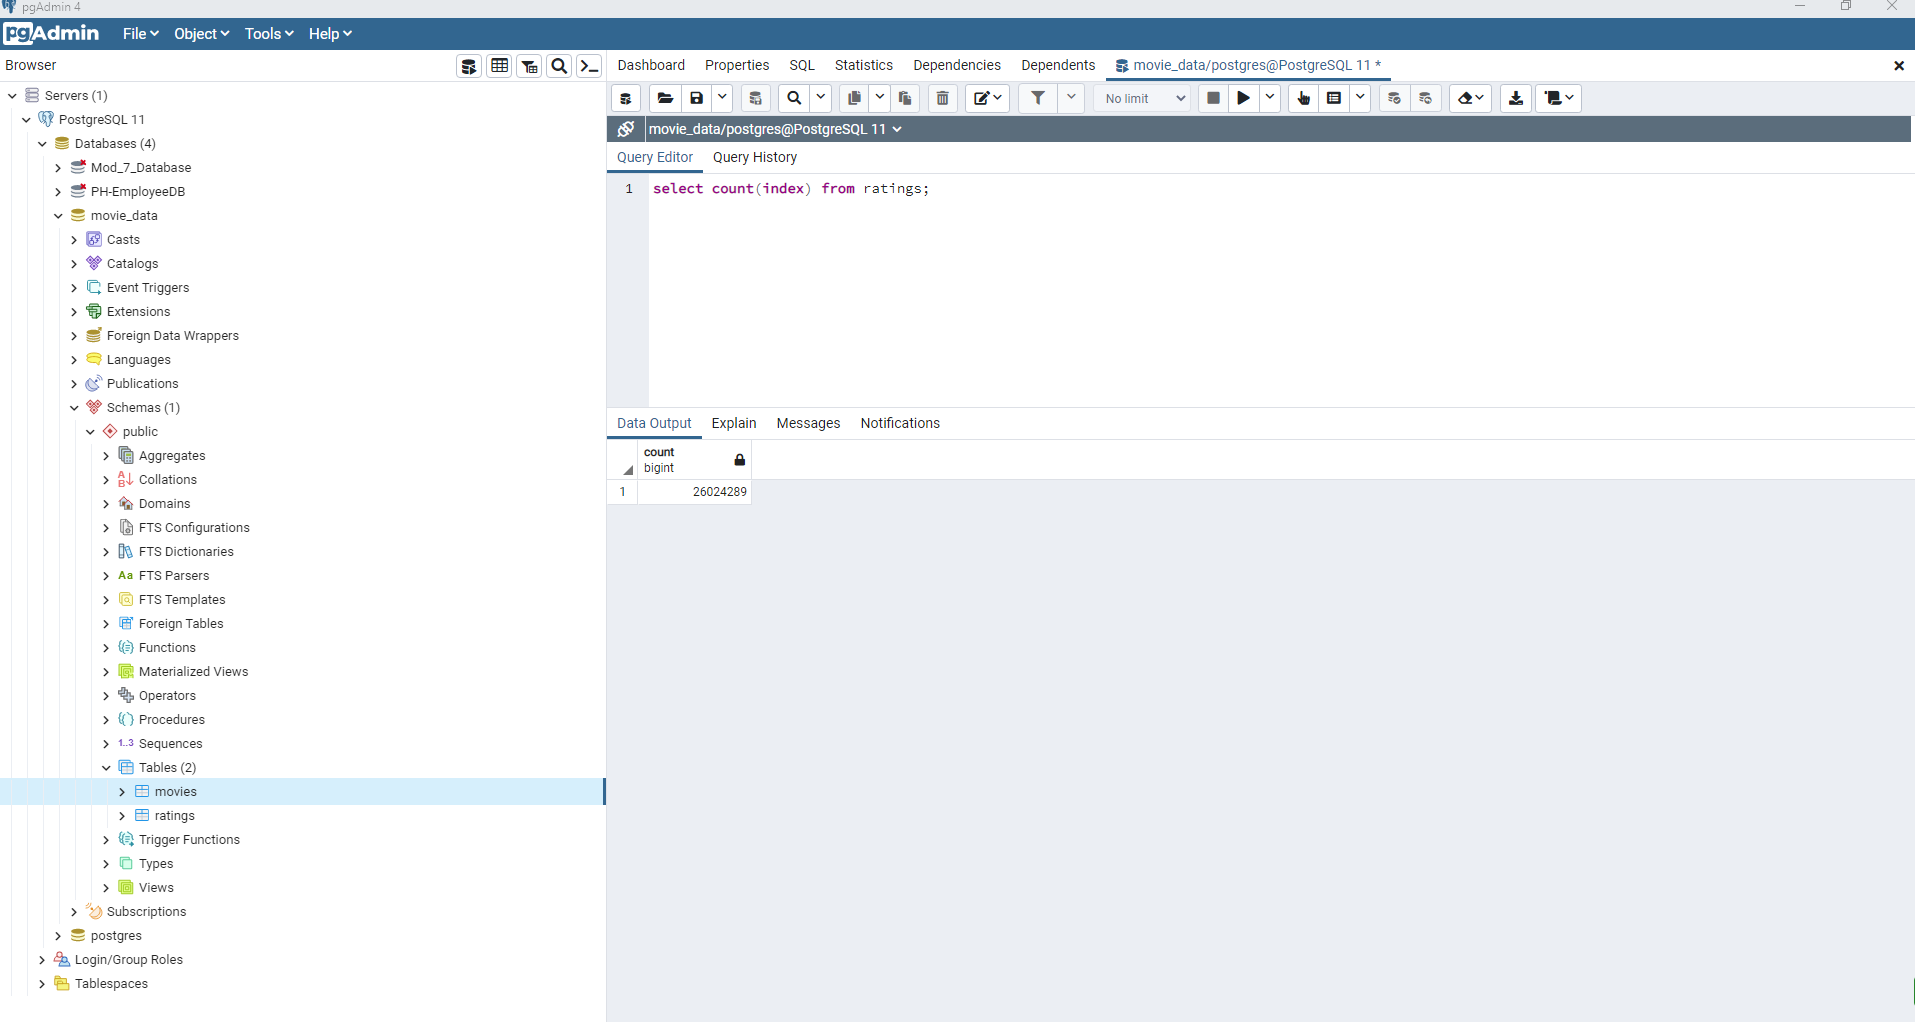 pgAdmin 4
pgAdmin File Object Tools Help
Browser
Dashboard Properties SQL Statistics Dependencies Dependents movie_data/postgres@PostgreSQL 11 *
No limit
movie_data/postgres@PostgreSQL 11
Query Editor Query History
1 select count(index) from ratings;
Servers (1)
PostgreSQL 11
Databases (4)
Mod_7_Database
PH-EmployeeDB
movie_data
Casts
Catalogs
Event Triggers
Extensions
Foreign Data Wrappers
Languages
Publications
Schemas (1)
public
Aggregates
Collations
Domains
FTS Configurations
FTS Dictionaries
Aa FTS Parsers
FTS Templates
Foreign Tables
Functions
Materialized Views
Operators
Procedures
1..3 Sequences
Tables (2)
movies
ratings
Trigger Functions
Types
Views
Subscriptions
postgres
Login/Group Roles
Tablespaces
Data Output Explain Messages Notifications
count
bigint
1 26024289